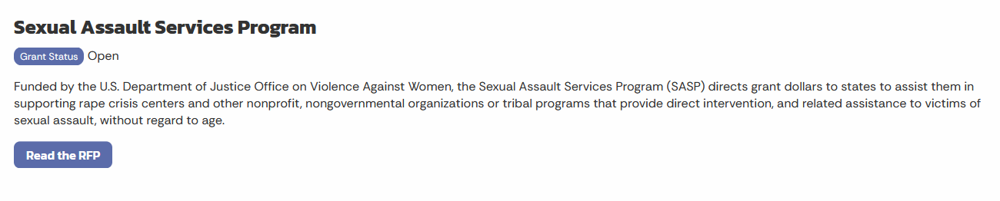 Sexual Assault Services Program
Grant Status Open
Funded by the U.S. Department of Justice Office on Violence Against Women, the Sexual Assault Services Program (SASP) directs grant dollars to states to assist them in
supporting rape crisis centers and other nonprofit, nongovernmental organizations or tribal programs that provide direct intervention, and related assistance to victims of
sexual assault, without regard to age.
Read the RFP